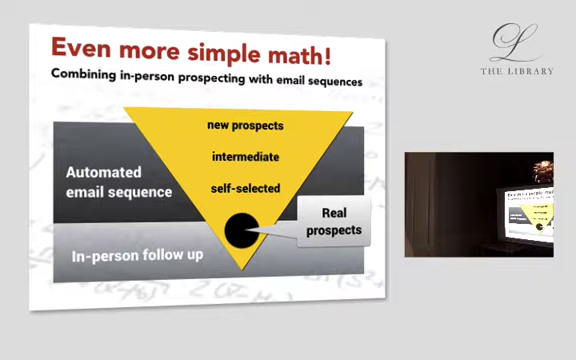 Even more simple math!
Combining in-person prospecting with email sequences
new prospects
intermediate
self-selected
Automated
email sequence
Real
prospects
In-person follow up
L
THE LIBRARY